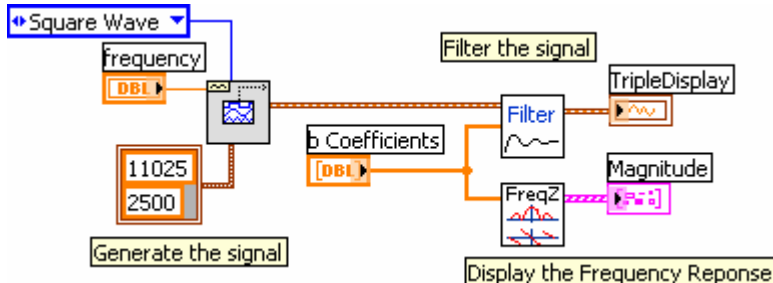 Square Wave
frequency
DBL
11025
2500
Generate the signal
b Coefficients
[DBL]
Filter the signal
Filter
TripleDisplay
FreqZ
Magnitude
Display the Frequency Reponse